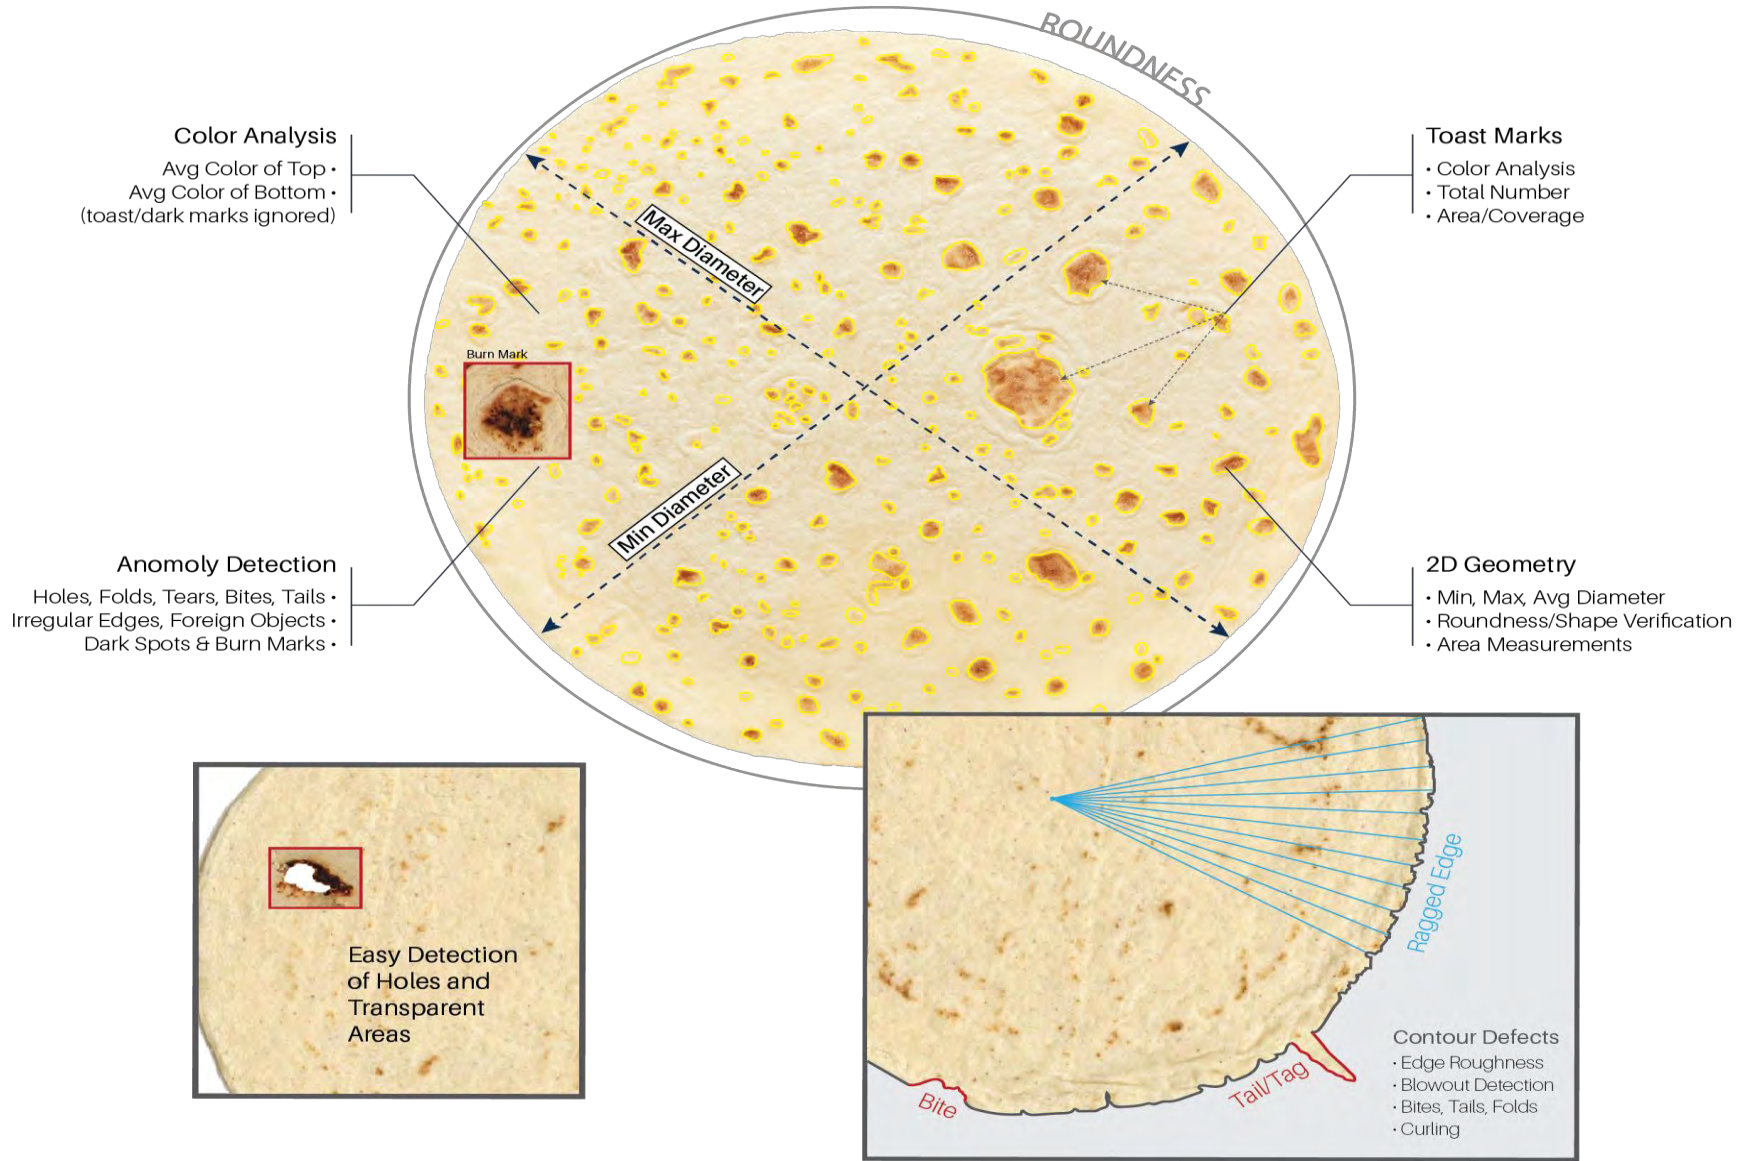 ROUNDNESS
Color Analysis
Avg Color of Top •
Avg Color of Bottom •
(toast/dark marks ignored)
Toast Marks
• Color Analysis
• Total Number
• Area/Coverage
Max Diameter
Burn Mark
Min Diameter
Anomoly Detection
Holes, Folds, Tears, Bites, Tails •
Irregular Edges, Foreign Objects •
Dark Spots & Burn Marks •
2D Geometry
• Min, Max, Avg Diameter
• Roundness/Shape Verification
• Area Measurements
Easy Detection
of Holes and
Transparent
Areas
Ragged Edge
Bite
Tail/Tag
Contour Defects
• Edge Roughness
• Blowout Detection
• Bites, Tails, Folds
• Curling